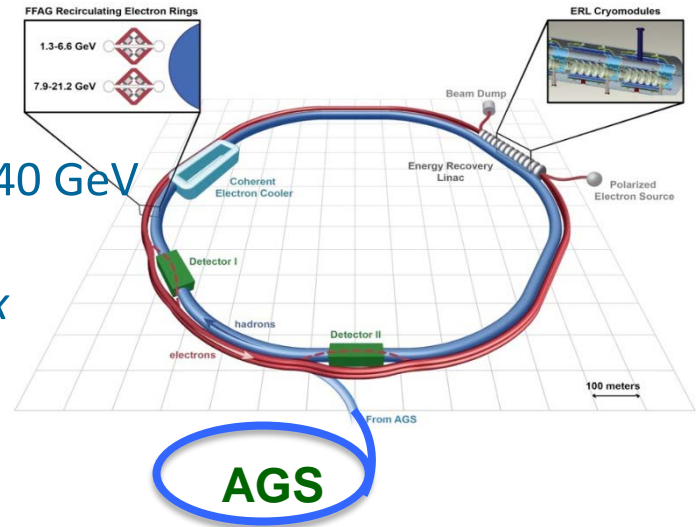 FFAG Recirculating Electron Rings
1.3-6.6 GeV
7.9-21.2 GeV
ERL Cryomodules
Beam Dump
Energy Recovery
Linac
Polarized
Electron Source
40 GeV
Coherent
Electron Cooler
Detector I
x
hadrons
electrons
Detector II
100 meters
From AGS
AGS